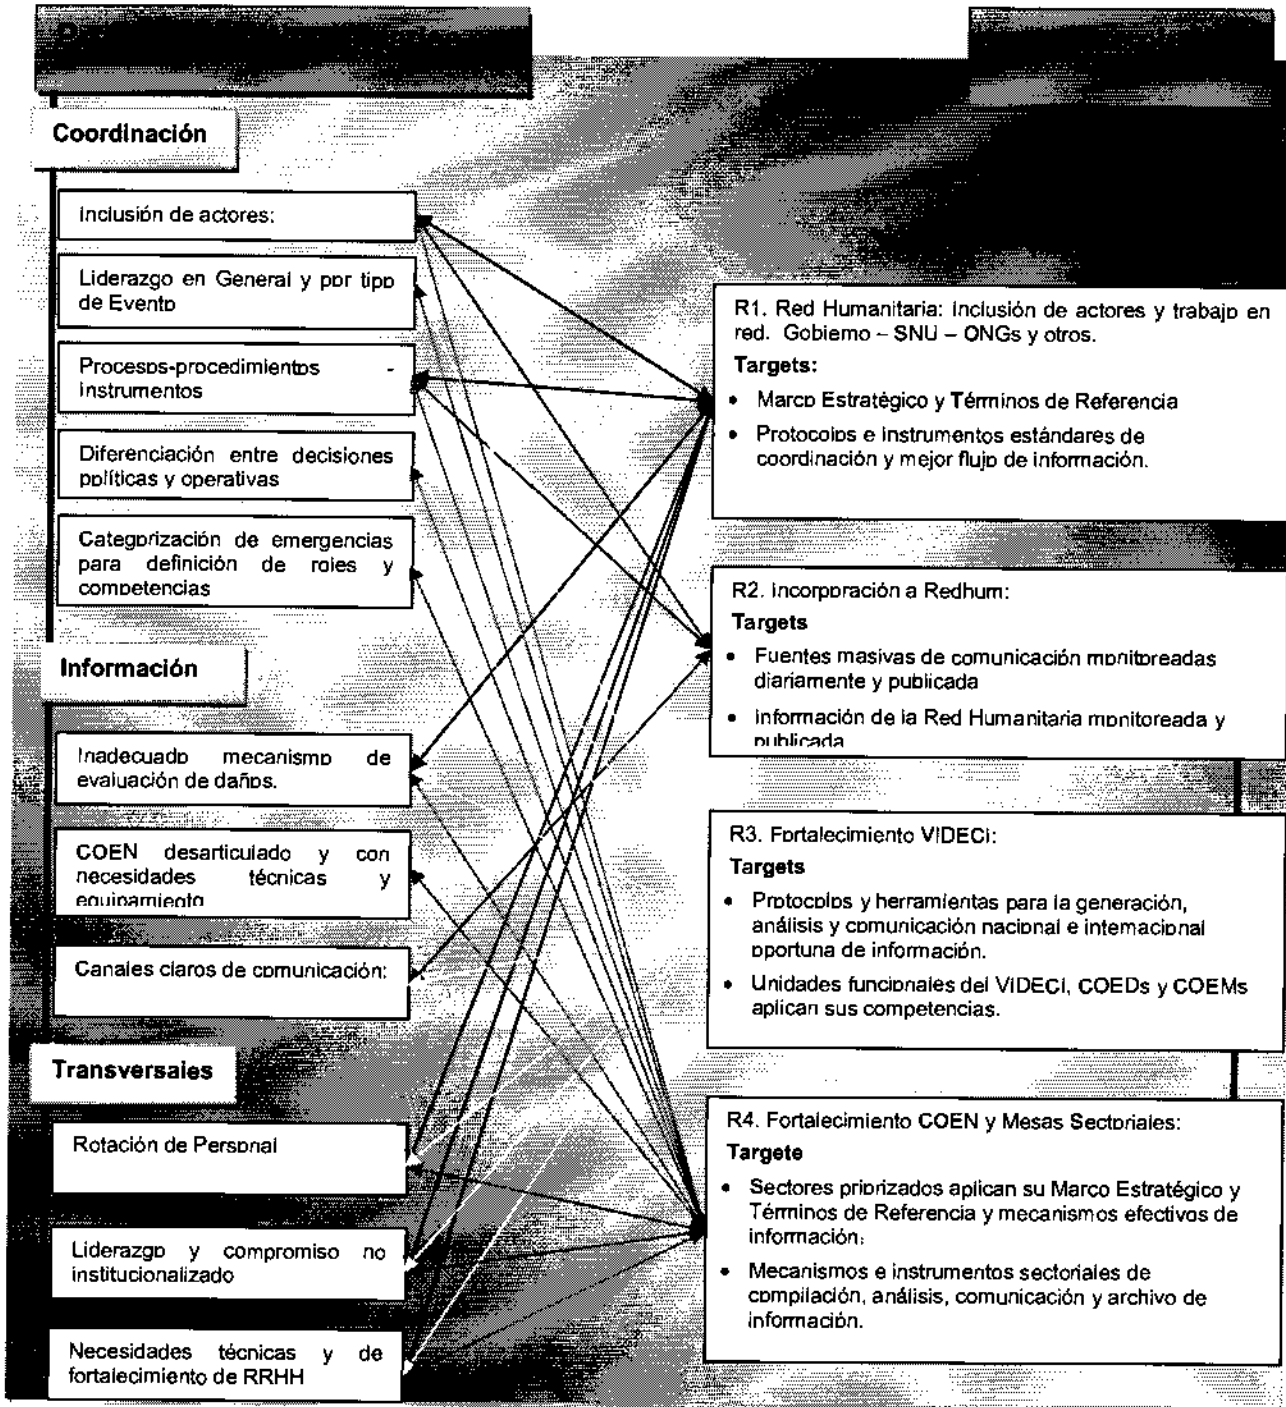 Coordinación
Inclusión de actores:
Liderazgo en General y por tipo
de Evento
Procesos-procedimientos -
instrumentos
Diferenciación entre decisiones
políticas y operativas
Categorización de emergencias
para definición de roles y
competencias
Información
Inadecuado mecanismo de
evaluación de daños.
COEN desarticulado y con
necesidades técnicas y
equipamiento
Canales claros de comunicación:
Transversales
Rotación de Personal
Liderazgo y compromiso no
institucionalizado
Necesidades técnicas y de
fortalecimiento de RRHH
R1. Red Humanitaria: Inclusión de actores y trabajo en
red. Gobierno – SNU – ONGs y otros.
Targets:
• Marco Estratégico y Términos de Referencia
• Protocolos e instrumentos estándares de
coordinación y mejor flujo de información.
R2. Incorporación a Redhum:
Targets
• Fuentes masivas de comunicación monitoreadas
diariamente y publicada
• Información de la Red Humanitaria monitoreada y
publicada
R3. Fortalecimiento VIDECI:
Targets
• Protocolos y herramientas para la generación,
análisis y comunicación nacional e internacional
oportuna de información.
• Unidades funcionales del VIDECI, COEDs y COEMs
aplican sus competencias.
R4. Fortalecimiento COEN y Mesas Sectoriales:
Targete
• Sectores priorizados aplican su Marco Estratégico y
Términos de Referencia y mecanismos efectivos de
información;
• Mecanismos e instrumentos sectoriales de
compilación, análisis, comunicación y archivo de
información.